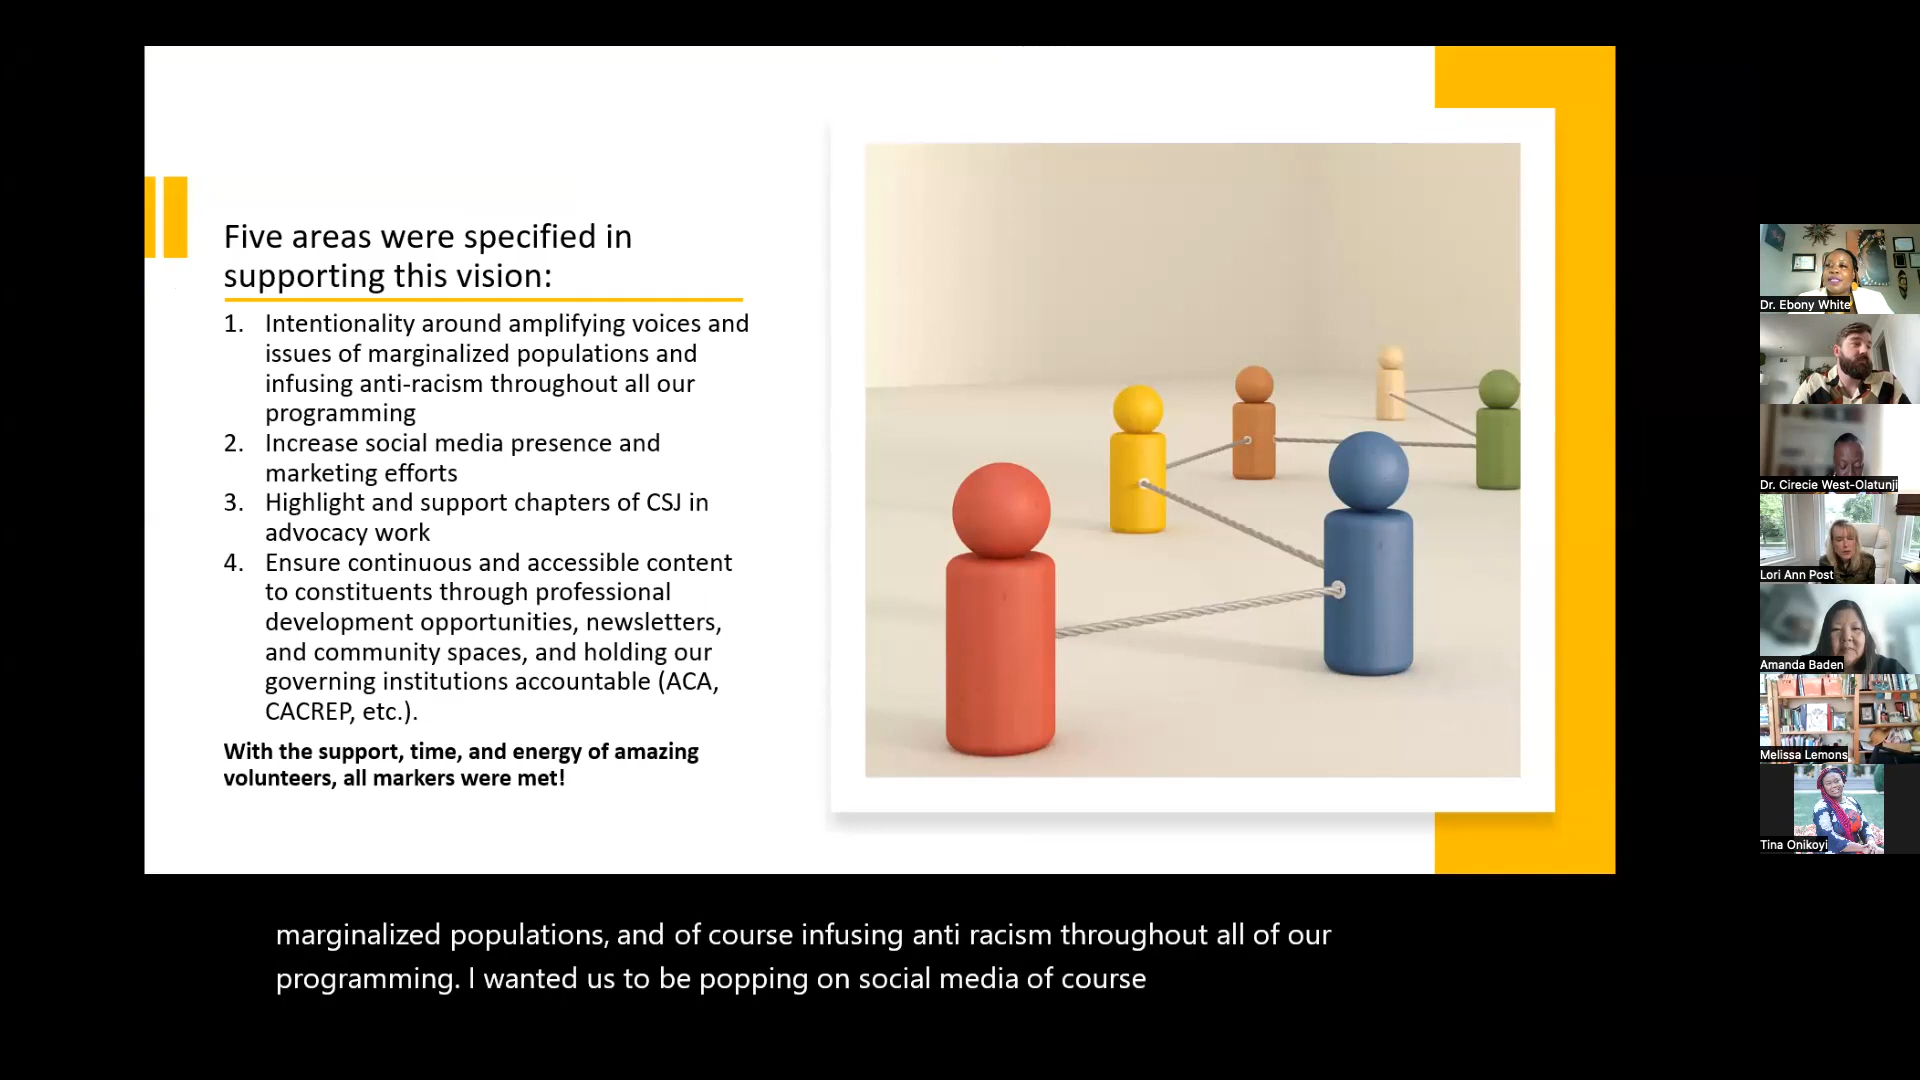 Five areas were specified in
supporting this vision:
1. Intentionality around amplifying voices and
issues of marginalized populations and
infusing anti-racism throughout all our
programming
2. Increase social media presence and
marketing efforts
3. Highlight and support chapters of CSJ in
advocacy work
4. Ensure continuous and accessible content
to constituents through professional
development opportunities, newsletters,
and community spaces, and holding our
governing institutions accountable (ACA,
CACREP, etc.).
With the support, time, and energy of amazing
volunteers, all markers were met!
Dr. Ebony White
Dr. Cirecie West-Olatunji
Lori Ann Post
Amanda Baden
Melissa Lemons
Tina Onikoyi
marginalized populations, and of course infusing anti racism throughout all of our
programming. I wanted us to be popping on social media of course